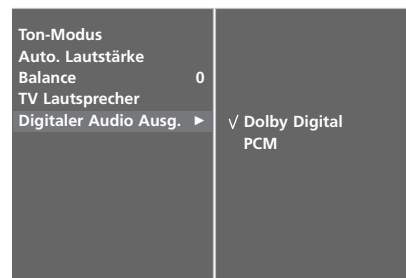 Ton-Modus
Auto. Lautstärke
Balance 0
TV Lautsprecher
Digitaler Audio Ausg. ►
√ Dolby Digital
PCM